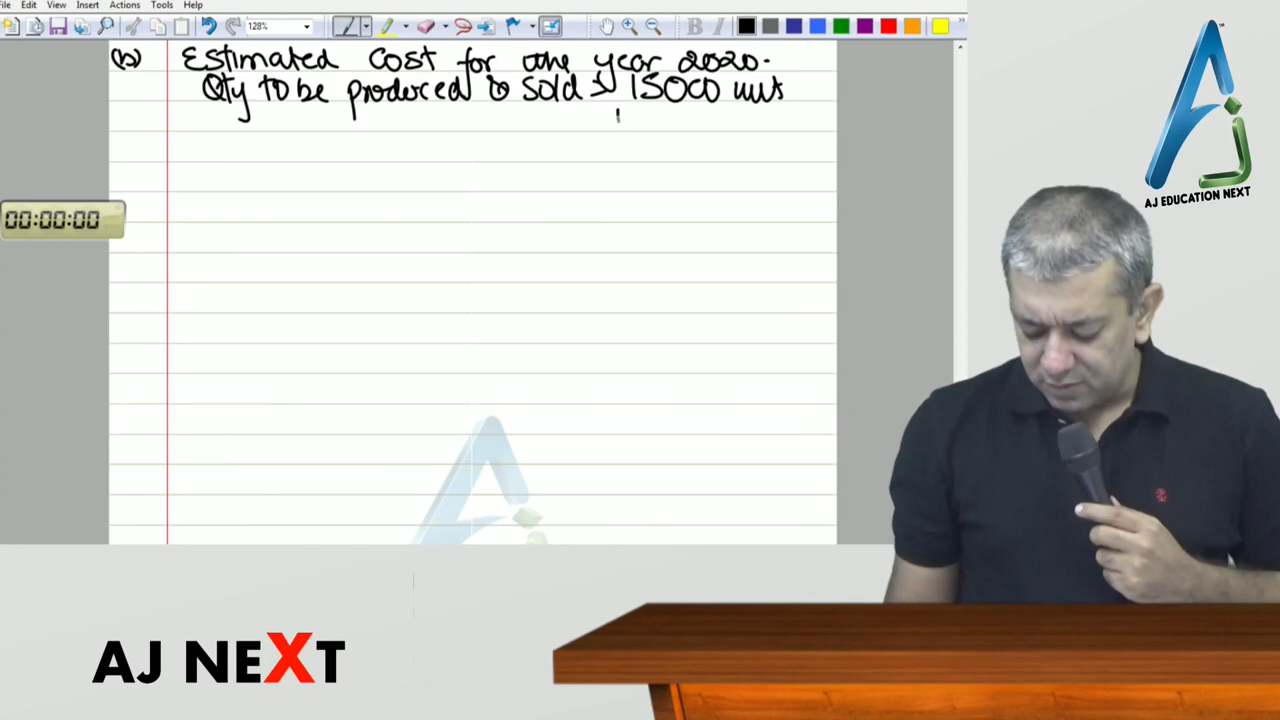 File Edit View Insert Actions Tools Help
128%
B I
(b) Estimated Cost for the year 2020.
Qty to be produced & Sold → 15000 units
00:00:00
AJ EDUCATION NEXT
AJ NEXT